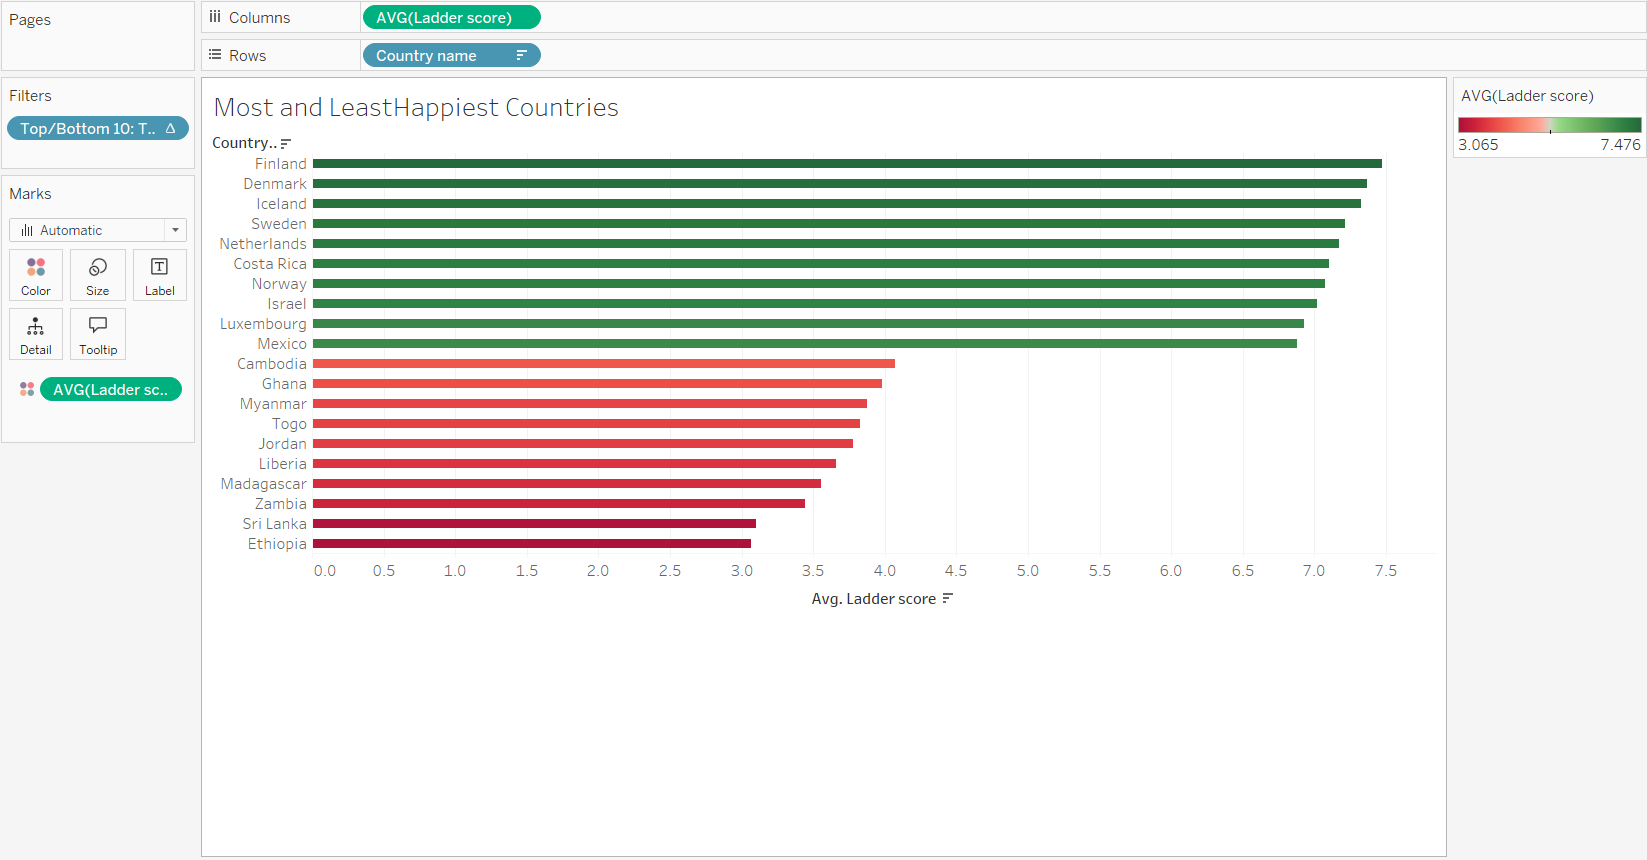 Pages
Columns
AVG(Ladder score)
Rows
Country name
Filters
Top/Bottom 10: T..
Marks
Automatic
Color
Size
Label
Detail
Tooltip
AVG(Ladder sc..
Most and LeastHappiest Countries
Country..
Finland
Denmark
Iceland
Sweden
Netherlands
Costa Rica
Norway
Israel
Luxembourg
Mexico
Cambodia
Ghana
Myanmar
Togo
Jordan
Liberia
Madagascar
Zambia
Sri Lanka
Ethiopia
0.0 0.5 1.0 1.5 2.0 2.5 3.0 3.5 4.0 4.5 5.0 5.5 6.0 6.5 7.0 7.5
Avg. Ladder score
AVG(Ladder score)
3.065 7.476